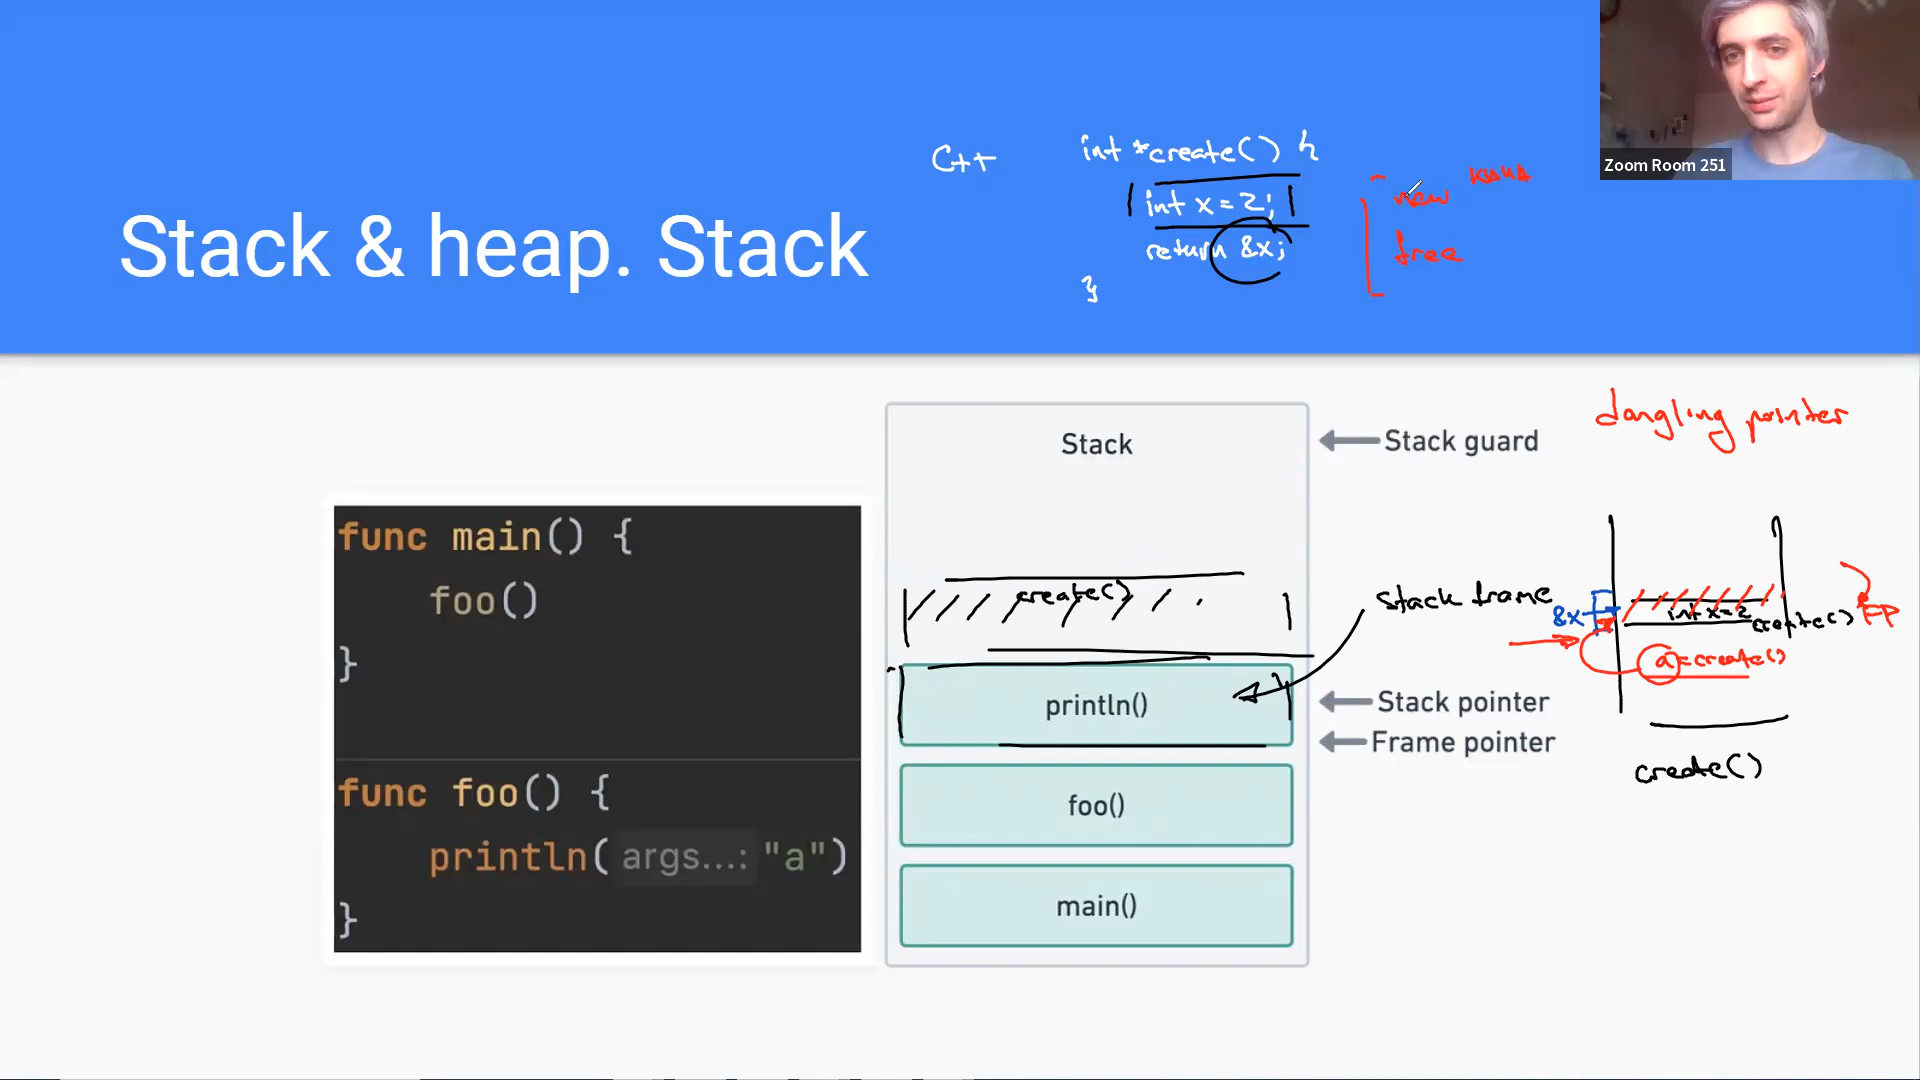 Zoom Room 251
C++
int *create() {
int x = 2;
return &x;
}
new
free
Stack & heap. Stack
dangling pointer
Stack
Stack guard
func main() {
foo()
}
func foo() {
println( args...: "a")
}
create()
println()
foo()
main()
stack frame
Stack pointer
Frame pointer
&x
int x = 2
create()
FP
a = create()
create()